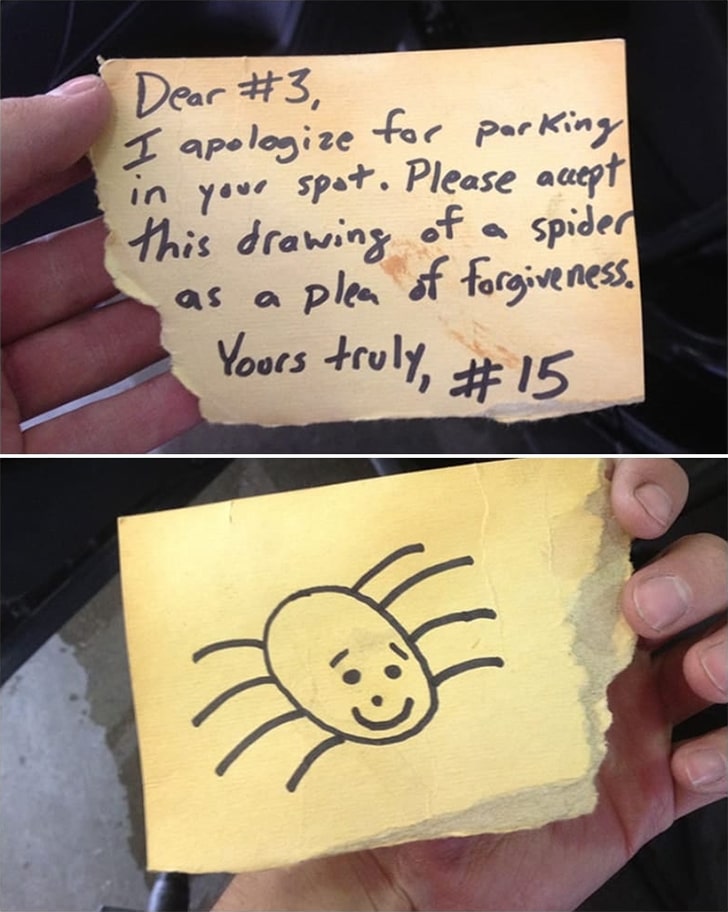 Dear #3,
I apologize for parking
in your spot. Please accept
this drawing of a spider
as a plea of forgiveness.
Yours truly, #15